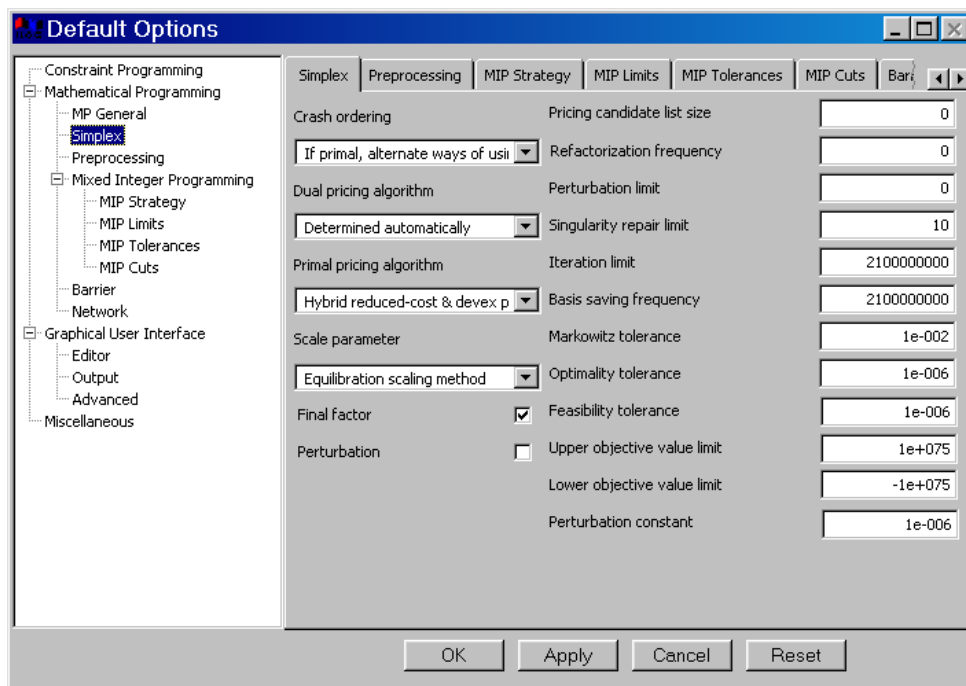 Default Options
Constraint Programming
Mathematical Programming
MP General
Simplex
Preprocessing
Mixed Integer Programming
MIP Strategy
MIP Limits
MIP Tolerances
MIP Cuts
Barrier
Network
Graphical User Interface
Editor
Output
Advanced
Miscellaneous
Simplex Preprocessing MIP Strategy MIP Limits MIP Tolerances MIP Cuts Barr
Crash ordering
If primal, alternate ways of usin
Dual pricing algorithm
Determined automatically
Primal pricing algorithm
Hybrid reduced-cost & devex p
Scale parameter
Equilibration scaling method
Final factor
Perturbation
Pricing candidate list size 0
Refactorization frequency 0
Perturbation limit 0
Singularity repair limit 10
Iteration limit 2100000000
Basis saving frequency 2100000000
Markowitz tolerance 1e-002
Optimality tolerance 1e-006
Feasibility tolerance 1e-006
Upper objective value limit 1e+075
Lower objective value limit -1e+075
Perturbation constant 1e-006
OK Apply Cancel Reset